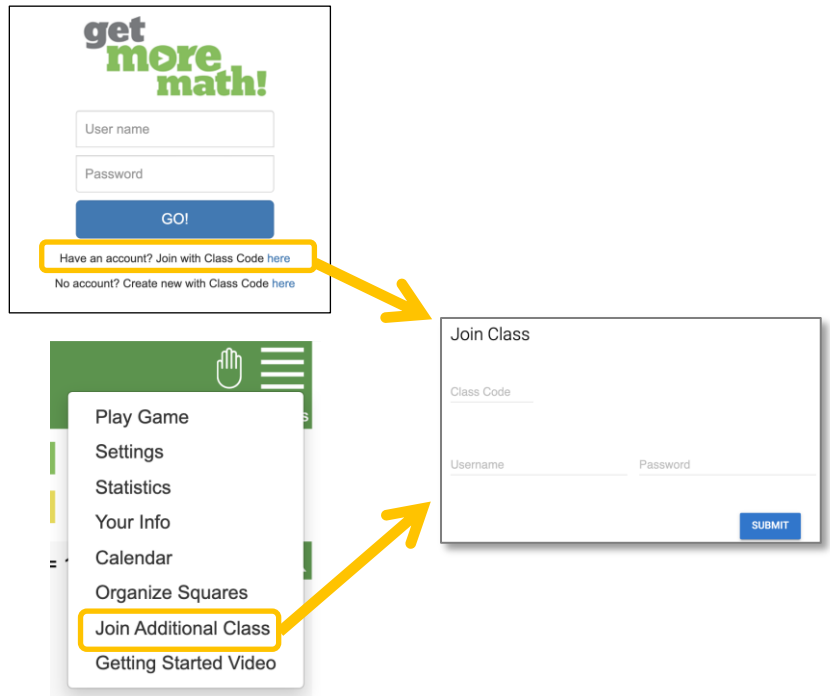 get
more
math!
User name
Password
GO!
Have an account? Join with Class Code here
No account? Create new with Class Code here
s
Play Game
Settings
Statistics
Your Info
Calendar
= 1
Organize Squares
Join Additional Class
Getting Started Video
Join Class
Class Code
Username Password
SUBMIT